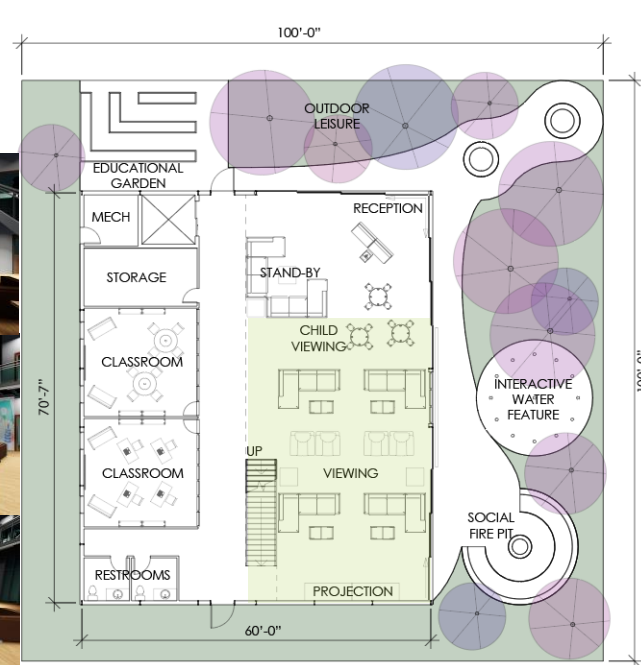 100'-0"
OUTDOOR
LEISURE
EDUCATIONAL
GARDEN
MECH
RECEPTION
STORAGE
STAND-BY
CHILD
VIEWING
CLASSROOM
INTERACTIVE
WATER
FEATURE
70'-7"
UP
CLASSROOM
VIEWING
SOCIAL
FIRE PIT
RESTROOMS
PROJECTION
60'-0"